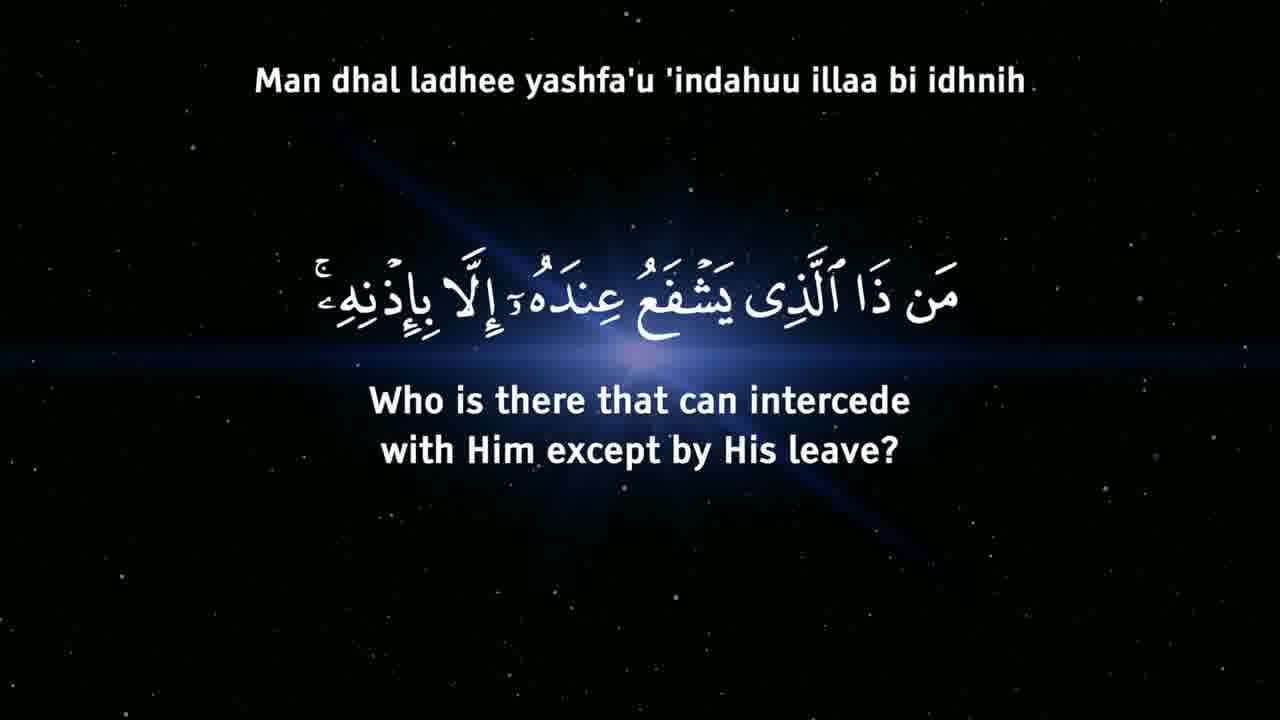 Man dhal ladhee yashfa'u 'indahuu illaa bi idhnih
مَن ذَا ٱلَّذِى يَشۡفَعُ عِندَهُۥٓ إِلَّا بِإِذۡنِهِۦۚ
Who is there that can intercede
with Him except by His leave?